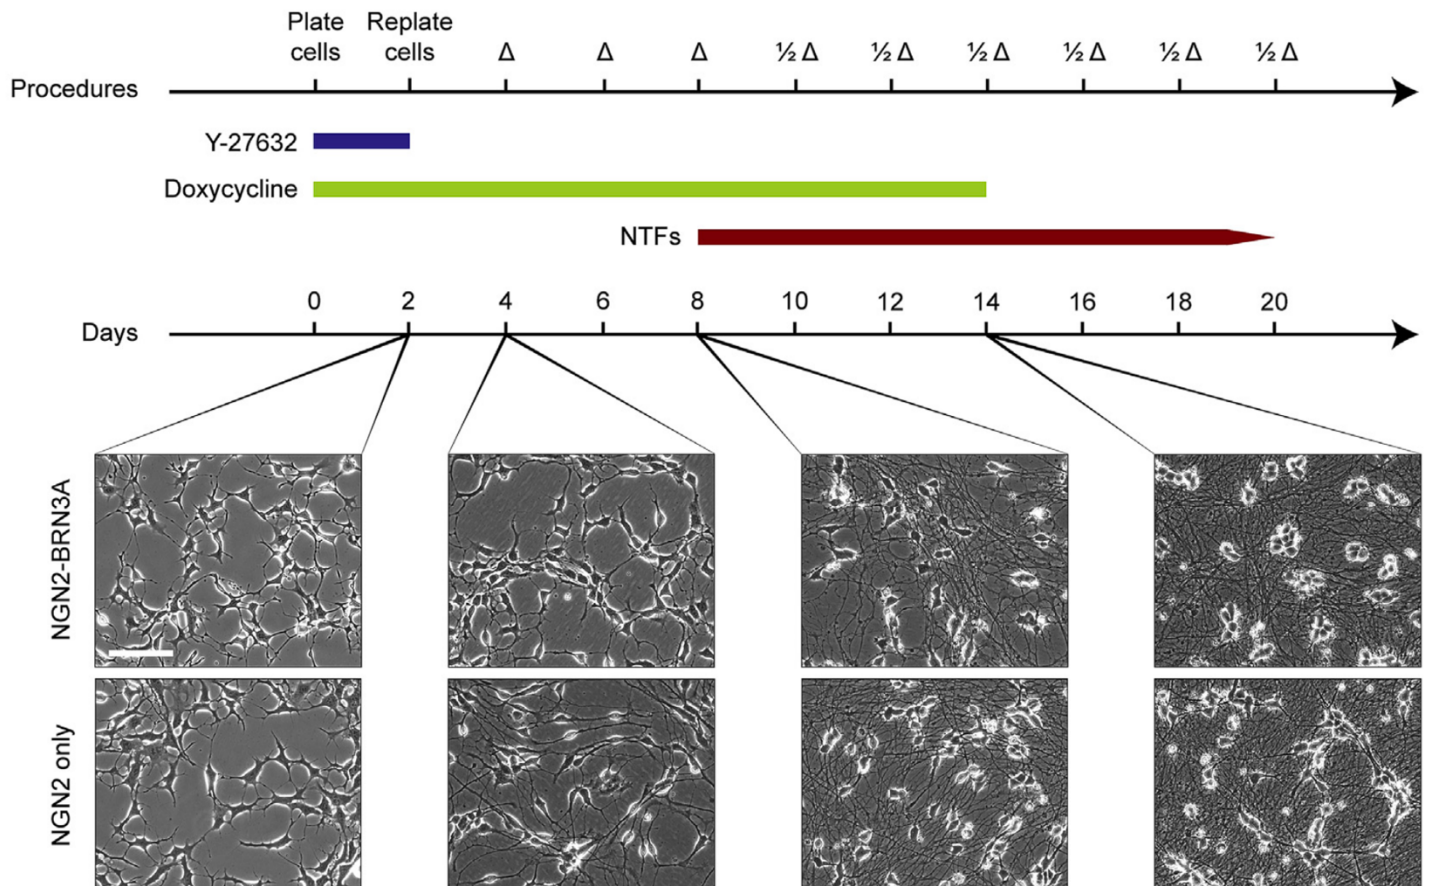 Plate Replate
cells cells Δ Δ Δ ½ Δ ½ Δ ½ Δ ½ Δ ½ Δ ½ Δ
Procedures
Y-27632
Doxycycline
NTFs
0 2 4 6 8 10 12 14 16 18 20
Days
NGN2-BRN3A
NGN2 only